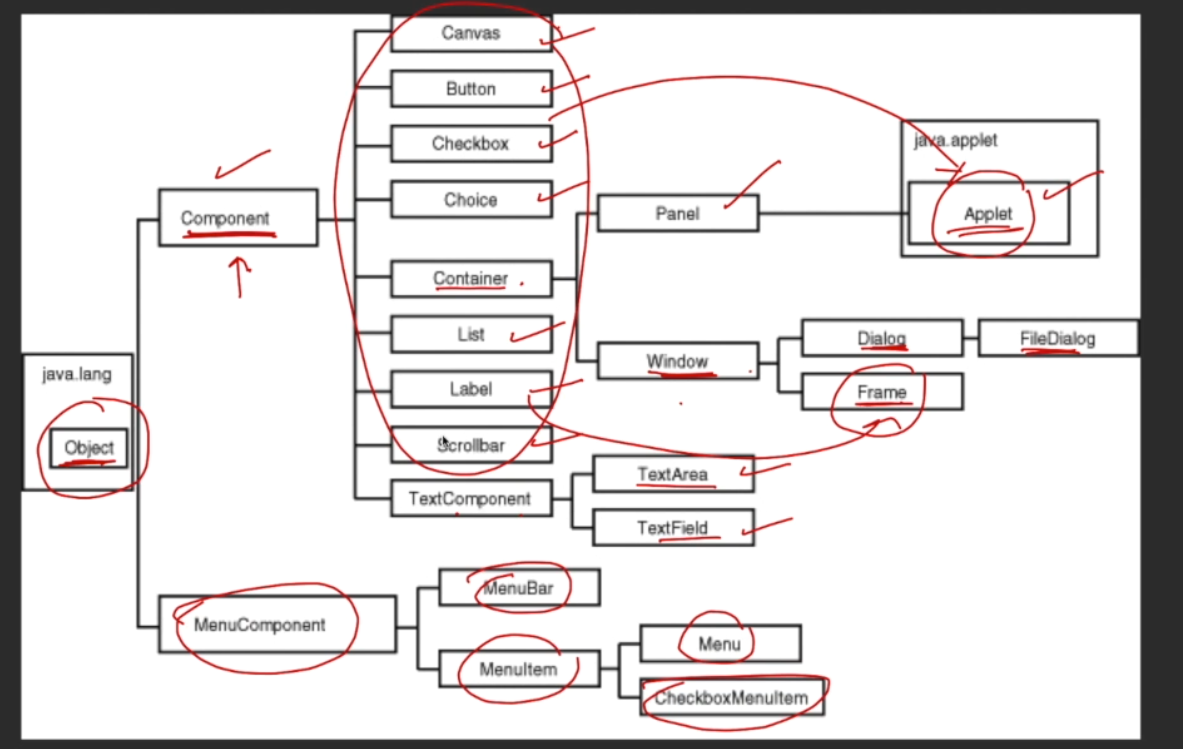 Canvas
Button
Checkbox
Choice
Container
List
Label
Scrollbar
TextComponent
Component
java.lang
Object
Panel
java.applet
Applet
Window
Dialog
FileDialog
Frame
TextArea
TextField
MenuComponent
MenuBar
MenuItem
Menu
CheckboxMenuItem